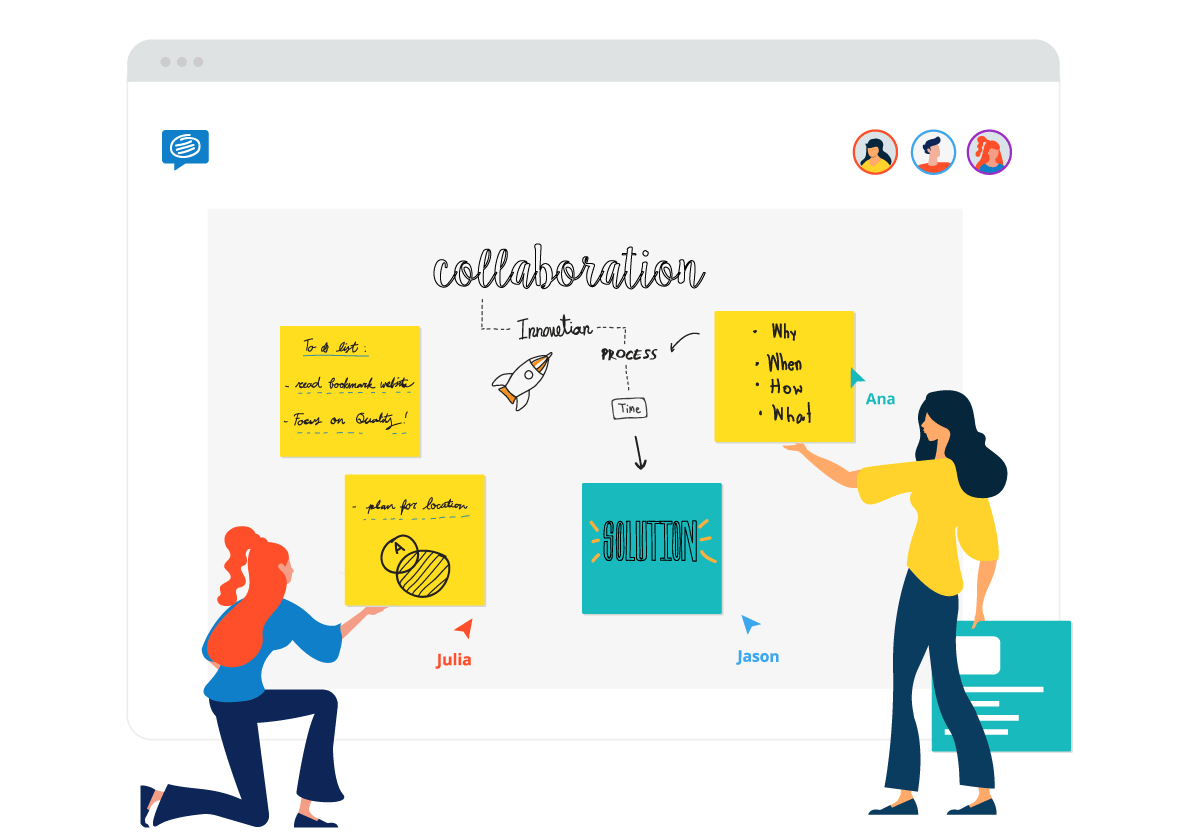 collaboration
Innovetian
PROCESS
Time
To do list :
- read bookmark website
- Focus on Quality!
• Why
• When
• How
• What
Ana
- plan for location
A
SOLUTION
Julia
Jason